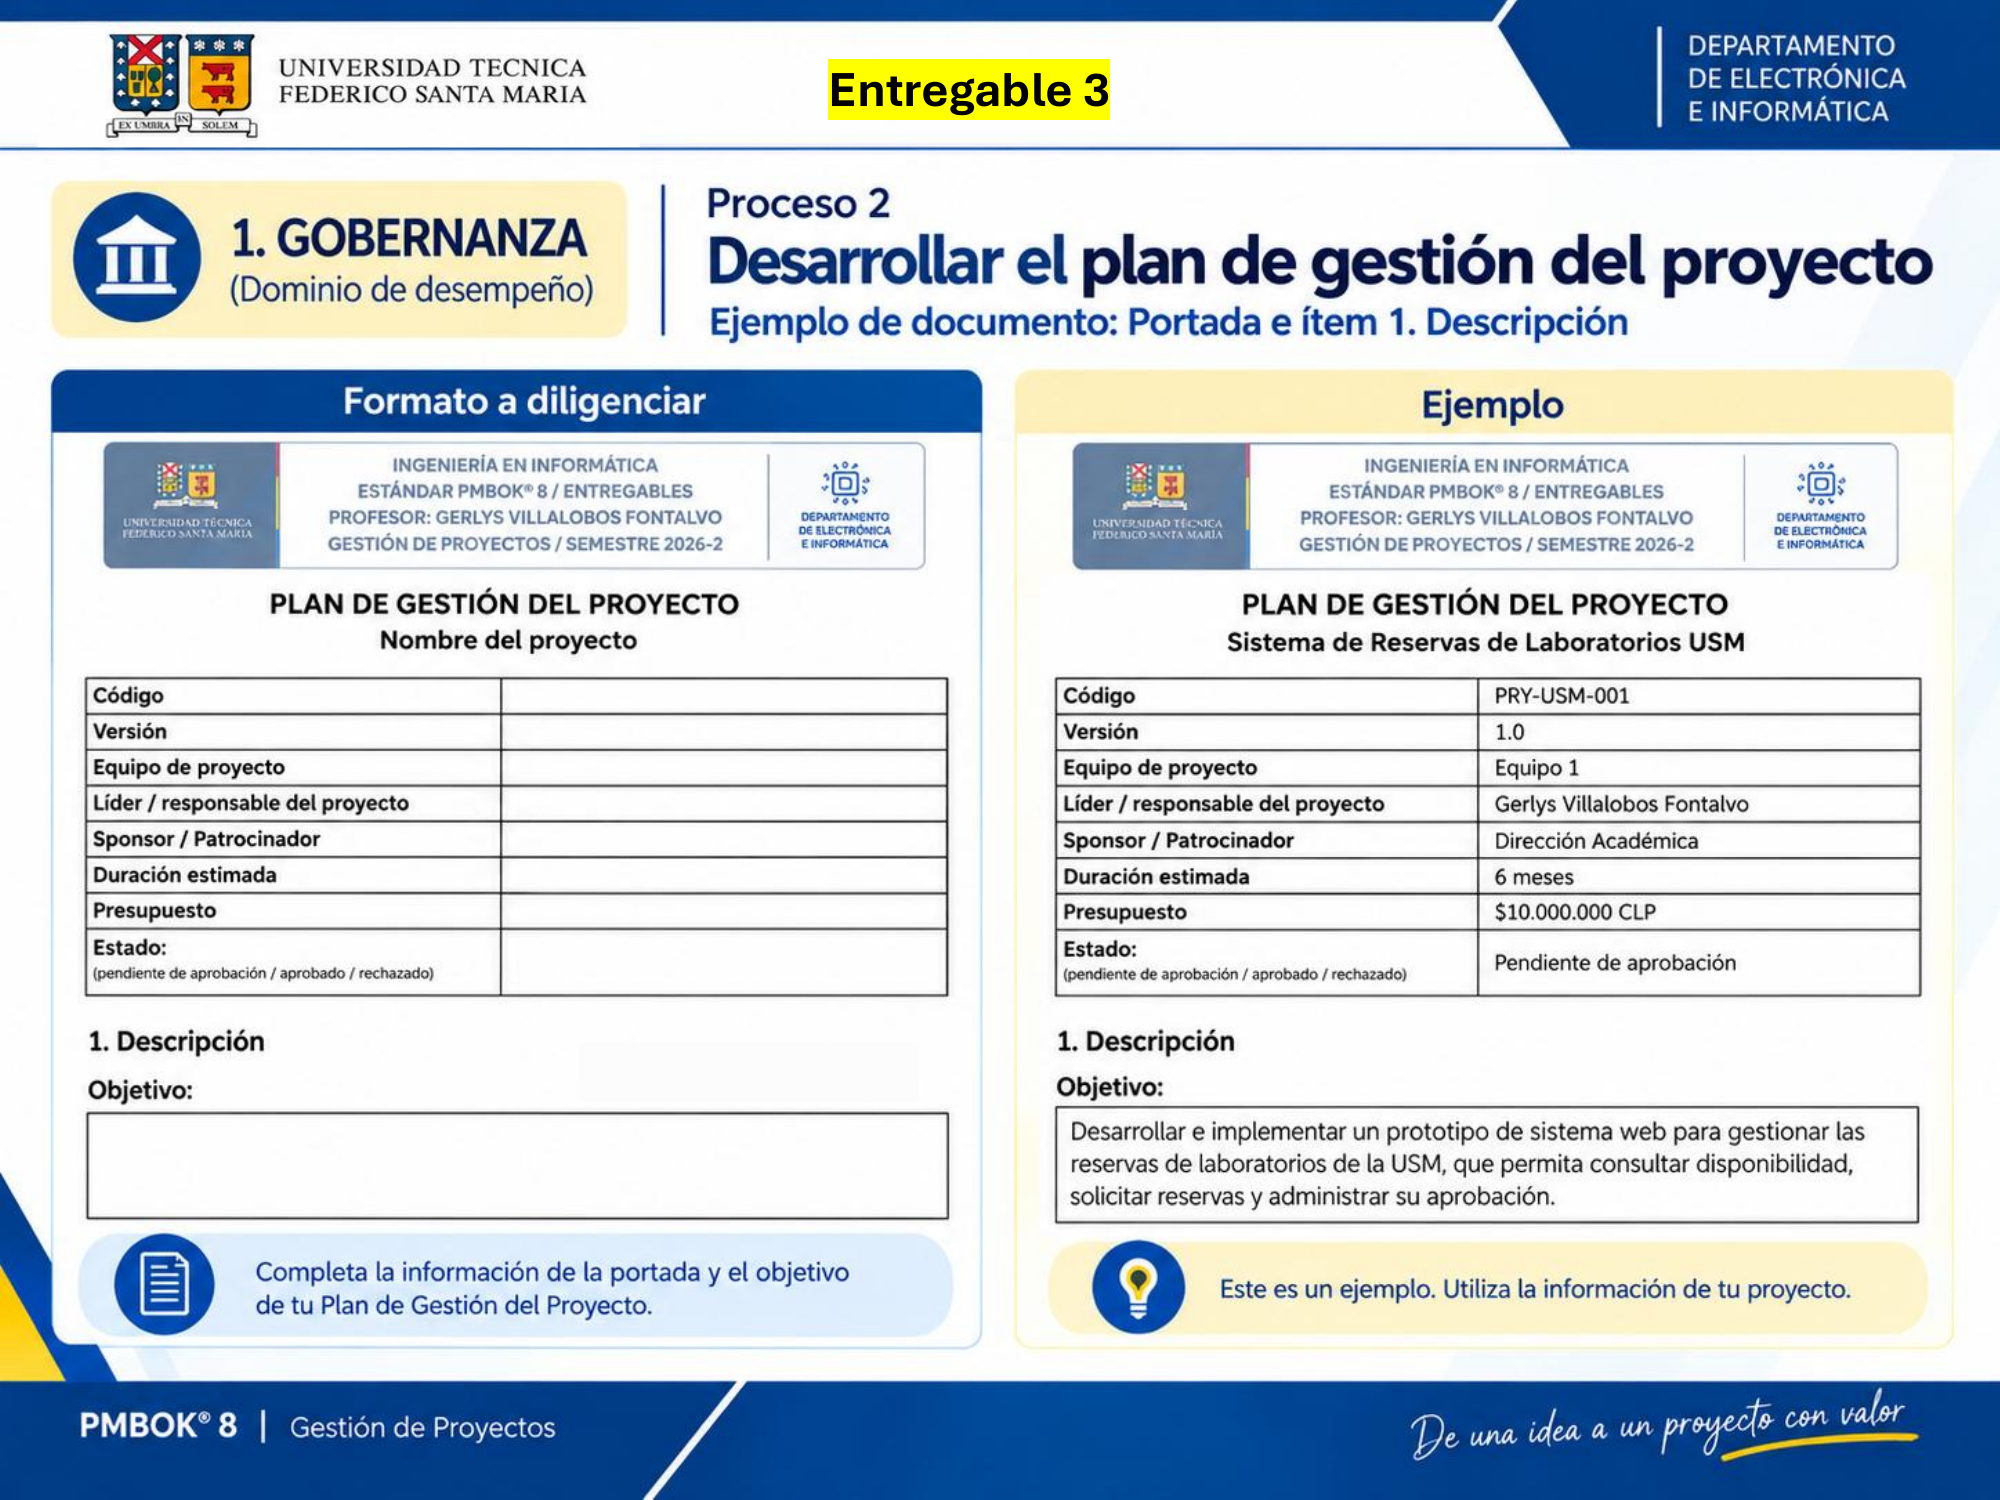 UNIVERSIDAD TECNICA
FEDERICO SANTA MARIA
EX UMBRA IN SOLEM
Entregable 3
DEPARTAMENTO
DE ELECTRÓNICA
E INFORMÁTICA
1. GOBERNANZA
(Dominio de desempeño)
Proceso 2
Desarrollar el plan de gestión del proyecto
Ejemplo de documento: Portada e ítem 1. Descripción
Formato a diligenciar
UNIVERSIDAD TÉCNICA
FEDERICO SANTA MARÍA
INGENIERÍA EN INFORMÁTICA
ESTÁNDAR PMBOK® 8 / ENTREGABLES
PROFESOR: GERLYS VILLALOBOS FONTALVO
GESTIÓN DE PROYECTOS / SEMESTRE 2026-2
DEPARTAMENTO
DE ELECTRÓNICA
E INFORMÁTICA
PLAN DE GESTIÓN DEL PROYECTO
Nombre del proyecto
Código
Versión
Equipo de proyecto
Líder / responsable del proyecto
Sponsor / Patrocinador
Duración estimada
Presupuesto
Estado:
(pendiente de aprobación / aprobado / rechazado)
1. Descripción
Objetivo:
Completa la información de la portada y el objetivo
de tu Plan de Gestión del Proyecto.
Ejemplo
UNIVERSIDAD TÉCNICA
FEDERICO SANTA MARÍA
INGENIERÍA EN INFORMÁTICA
ESTÁNDAR PMBOK® 8 / ENTREGABLES
PROFESOR: GERLYS VILLALOBOS FONTALVO
GESTIÓN DE PROYECTOS / SEMESTRE 2026-2
DEPARTAMENTO
DE ELECTRÓNICA
E INFORMÁTICA
PLAN DE GESTIÓN DEL PROYECTO
Sistema de Reservas de Laboratorios USM
Código PRY-USM-001
Versión 1.0
Equipo de proyecto Equipo 1
Líder / responsable del proyecto Gerlys Villalobos Fontalvo
Sponsor / Patrocinador Dirección Académica
Duración estimada 6 meses
Presupuesto $10.000.000 CLP
Estado:
(pendiente de aprobación / aprobado / rechazado) Pendiente de aprobación
1. Descripción
Objetivo:
Desarrollar e implementar un prototipo de sistema web para gestionar las
reservas de laboratorios de la USM, que permita consultar disponibilidad,
solicitar reservas y administrar su aprobación.
Este es un ejemplo. Utiliza la información de tu proyecto.
PMBOK® 8 | Gestión de Proyectos
De una idea a un proyecto con valor